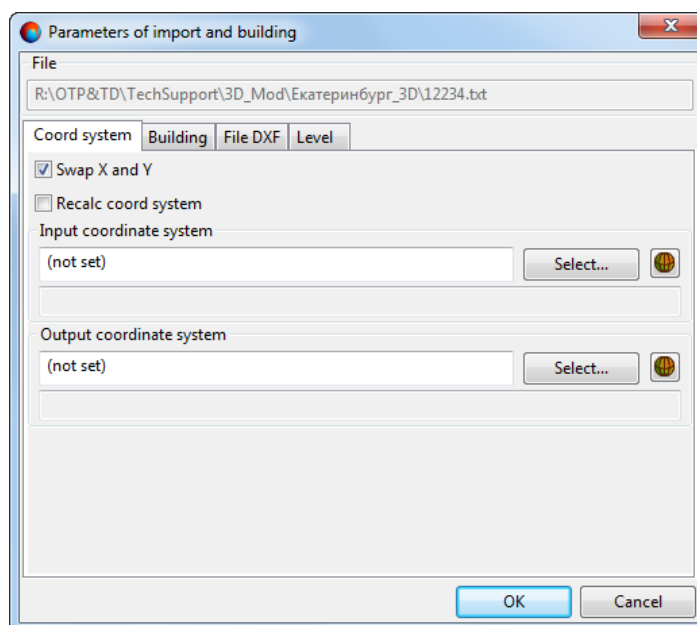 Parameters of import and building
File
R:\OTP&TD\TechSupport\3D_Mod\Екатеринбург_3D\12234.txt
Coord system Building File DXF Level
Swap X and Y
Recalc coord system
Input coordinate system
(not set) Select...
Output coordinate system
(not set) Select...
OK Cancel